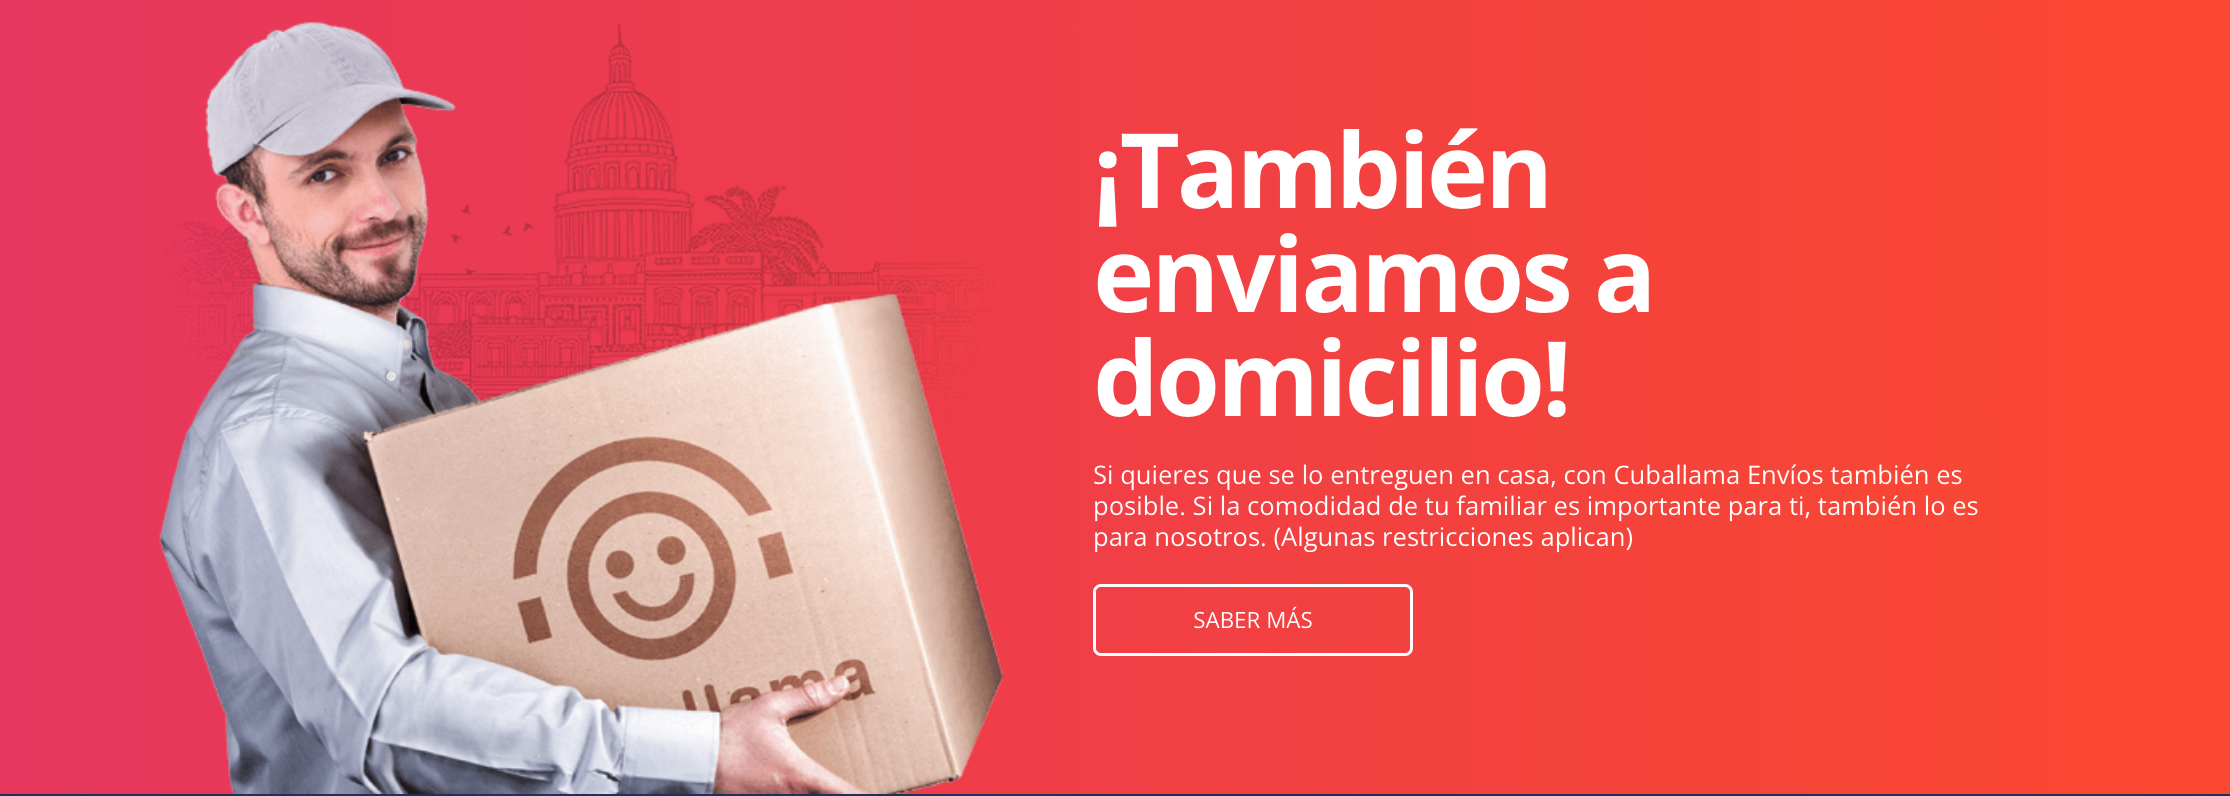 ¡También
enviamos a
domicilio!
Si quieres que se lo entreguen en casa, con Cuballama Envíos también es
posible. Si la comodidad de tu familiar es importante para ti, también lo es
para nosotros. (Algunas restricciones aplican)
SABER MÁS
llama